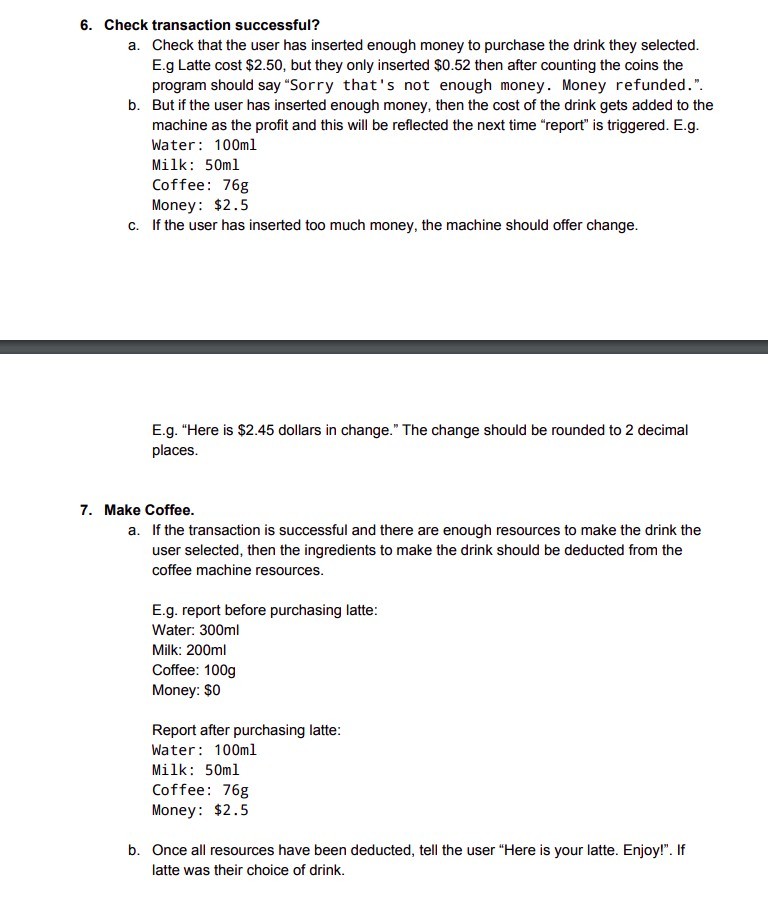 6. Check transaction successful?
a. Check that the user has inserted enough money to purchase the drink they selected.
E.g Latte cost $2.50, but they only inserted $0.52 then after counting the coins the
program should say “Sorry that's not enough money. Money refunded.”.
b. But if the user has inserted enough money, then the cost of the drink gets added to the
machine as the profit and this will be reflected the next time “report” is triggered. E.g.
Water: 100ml
Milk: 50ml
Coffee: 76g
Money: $2.5
c. If the user has inserted too much money, the machine should offer change.
E.g. “Here is $2.45 dollars in change.” The change should be rounded to 2 decimal
places.
7. Make Coffee.
a. If the transaction is successful and there are enough resources to make the drink the
user selected, then the ingredients to make the drink should be deducted from the
coffee machine resources.
E.g. report before purchasing latte:
Water: 300ml
Milk: 200ml
Coffee: 100g
Money: $0
Report after purchasing latte:
Water: 100ml
Milk: 50ml
Coffee: 76g
Money: $2.5
b. Once all resources have been deducted, tell the user “Here is your latte. Enjoy!”. If
latte was their choice of drink.